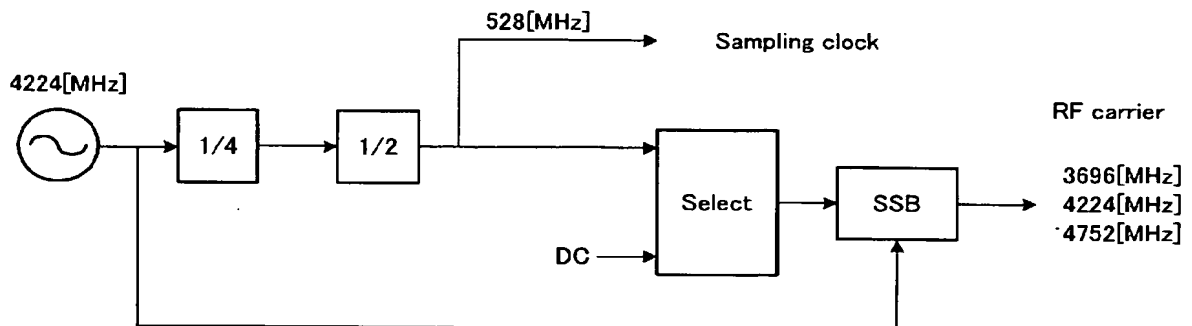 528[MHz]
Sampling clock
4224[MHz]
RF carrier
1/4
1/2
Select
SSB
3696[MHz]
4224[MHz]
4752[MHz]
DC